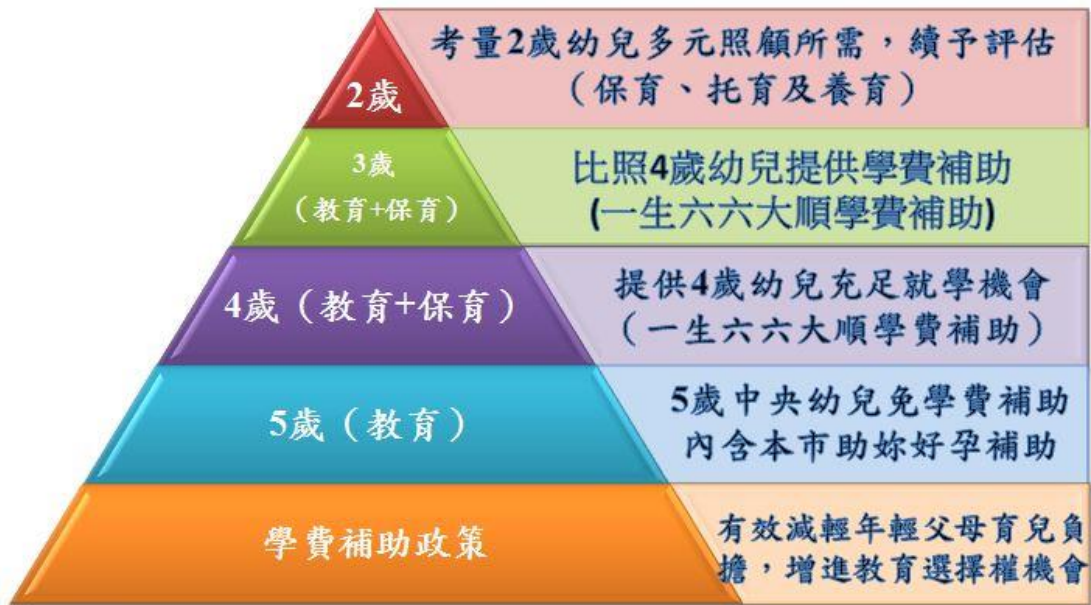 2歲
考量2歲幼兒多元照顧所需，續予評估
（保育、托育及養育）
3歲
（教育+保育）
比照4歲幼兒提供學費補助
(一生六六大順學費補助)
4歲（教育+保育）
提供4歲幼兒充足就學機會
（一生六六大順學費補助）
5歲（教育）
5歲中央幼兒免學費補助
內含本市助妳好孕補助
學費補助政策
有效減輕年輕父母育兒負
擔，增進教育選擇權機會